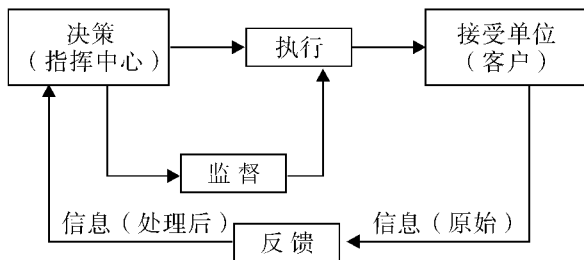 决策
（指挥中心）
执行
接受单位
（客户）
监督
信息（处理后）
反馈
信息（原始）